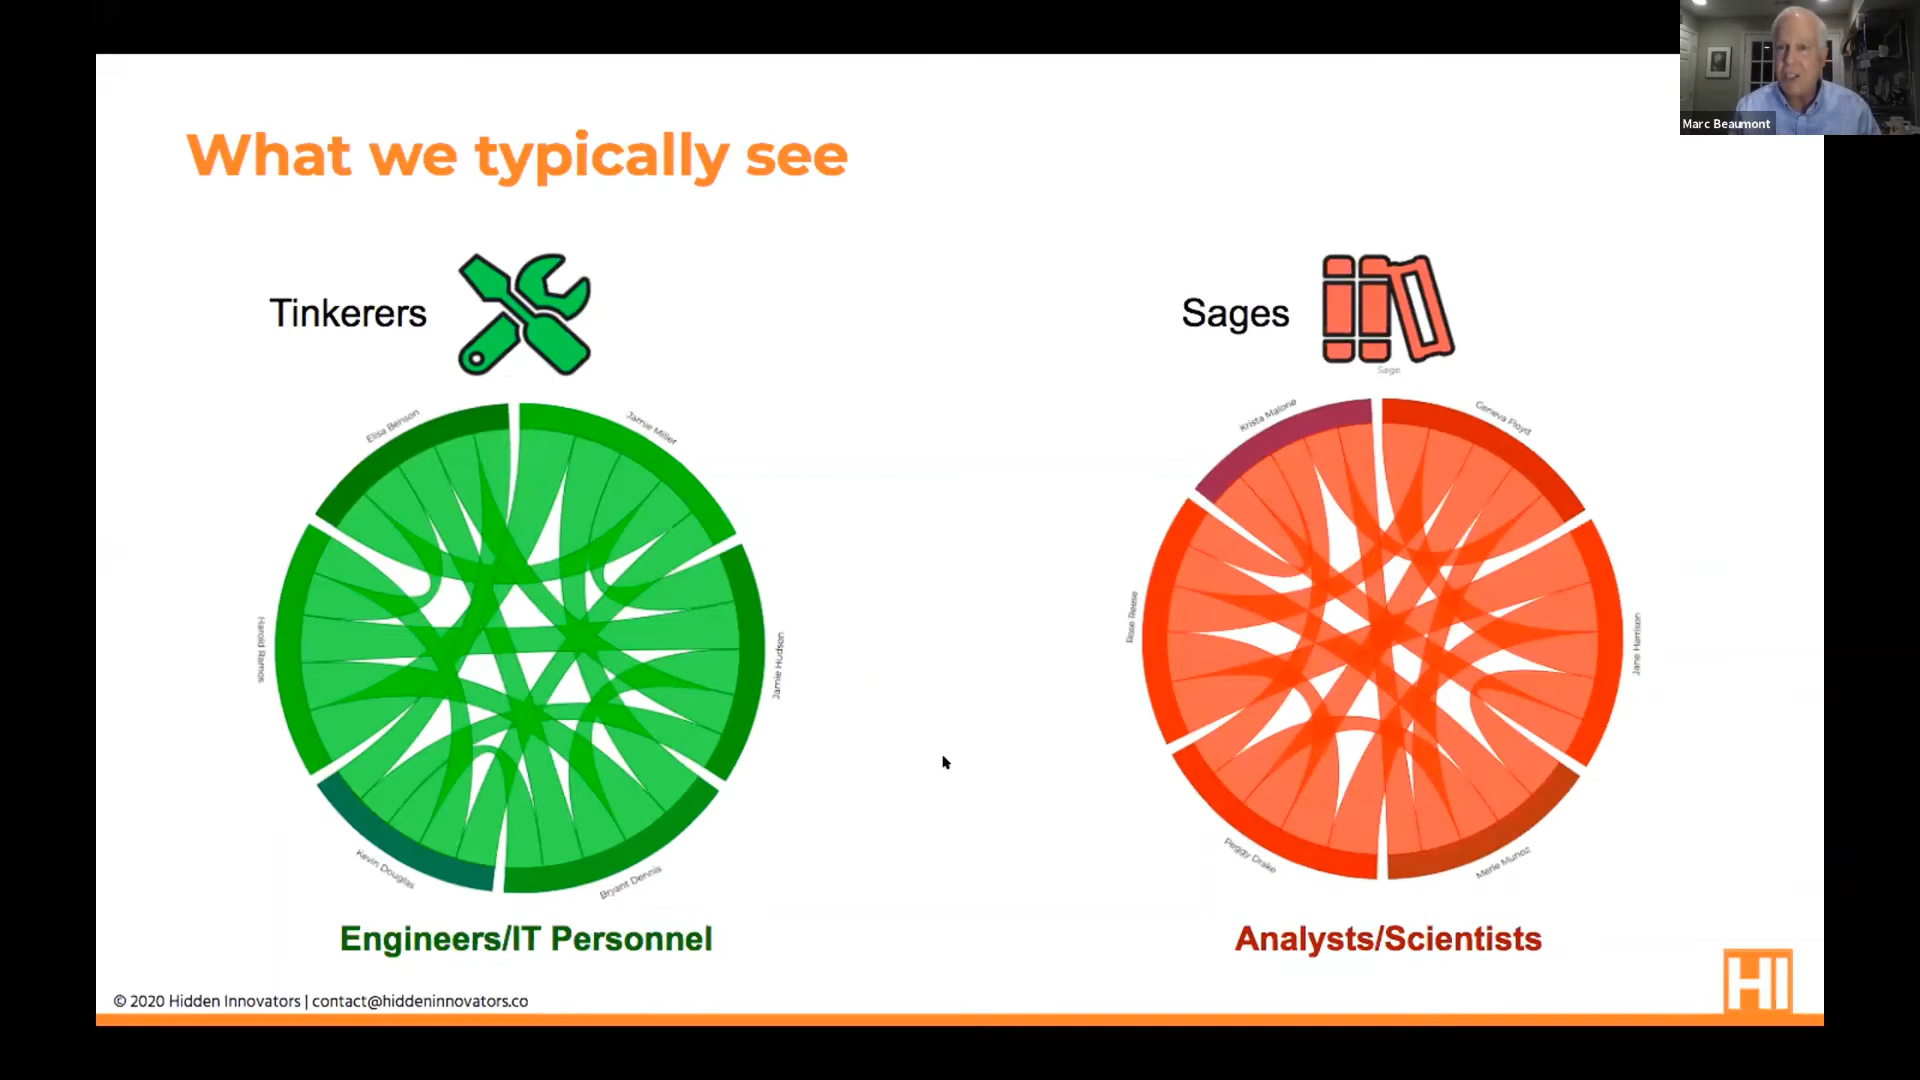 Marc Beaumont
What we typically see
Tinkerers
Sages
Sage
Elisa Benson
Jamie Miller
Harold Ramos
Jamie Hudson
Kevin Douglas
Bryant Dennis
Krista Malone
Geneva Floyd
Rose Reese
Jane Harrison
Peggy Drake
Merle Munoz
Engineers/IT Personnel
Analysts/Scientists
© 2020 Hidden Innovators | contact@hiddeninnovators.co
HI